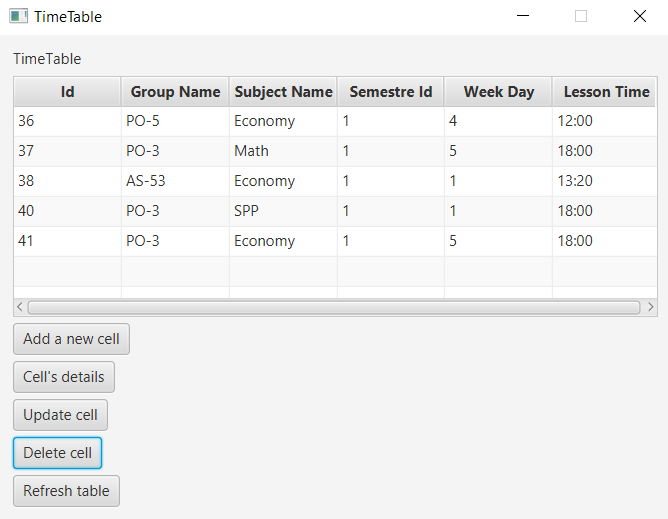 TimeTable
TimeTable
Id Group Name Subject Name Semestre Id Week Day Lesson Time
36 PO-5 Economy 1 4 12:00
37 PO-3 Math 1 5 18:00
38 AS-53 Economy 1 1 13:20
40 PO-3 SPP 1 1 18:00
41 PO-3 Economy 1 5 18:00
Add a new cell
Cell's details
Update cell
Delete cell
Refresh table